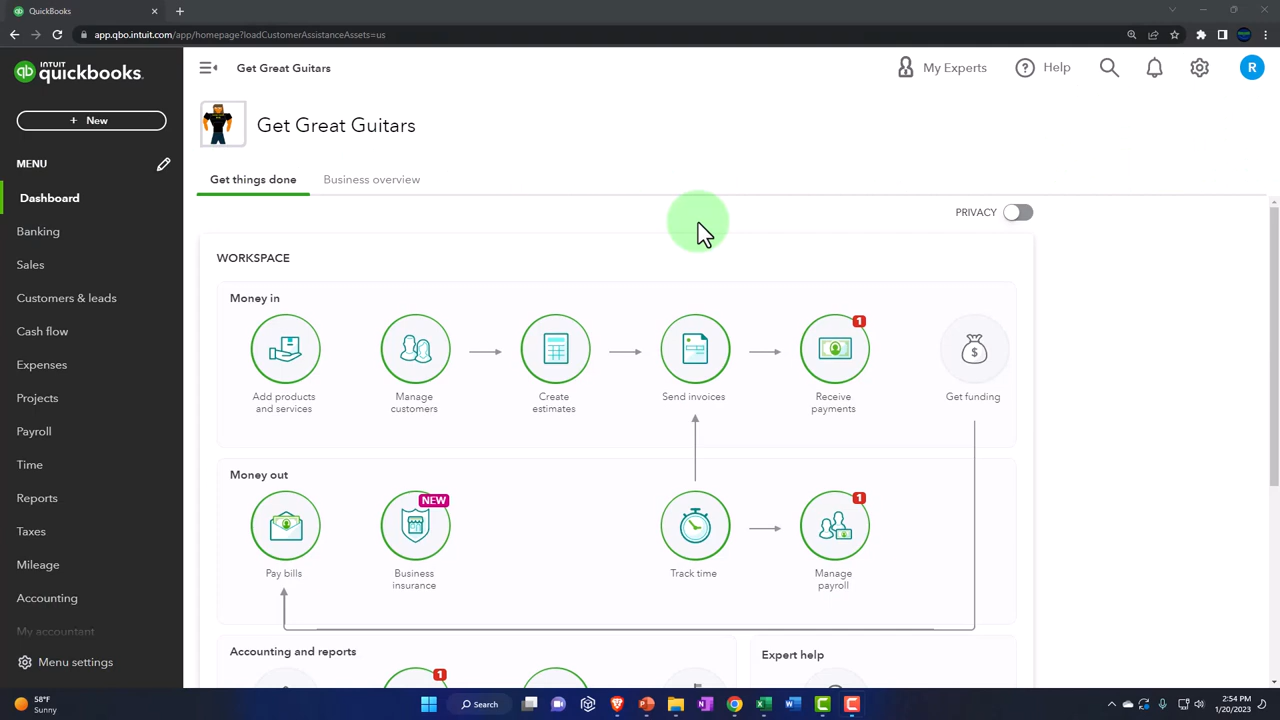 QuickBooks
app.qbo.intuit.com/app/homepage?loadCustomerAssistanceAssets=us
INTUIT
quickbooks.
Get Great Guitars
My Experts
Help
R
+ New
Get Great Guitars
MENU
Get things done
Business overview
Dashboard
PRIVACY
Banking
WORKSPACE
Sales
Money in
Customers & leads
1
Cash flow
Expenses
Add products
and services
Manage
customers
Create
estimates
Send invoices
Receive
payments
Get funding
Projects
Payroll
Time
Money out
Reports
NEW
1
Taxes
Mileage
Pay bills
Business
insurance
Track time
Manage
payroll
Accounting
My accountant
Accounting and reports
Expert help
Menu settings
1
58°F
Sunny
Search
2:54 PM
1/20/2023